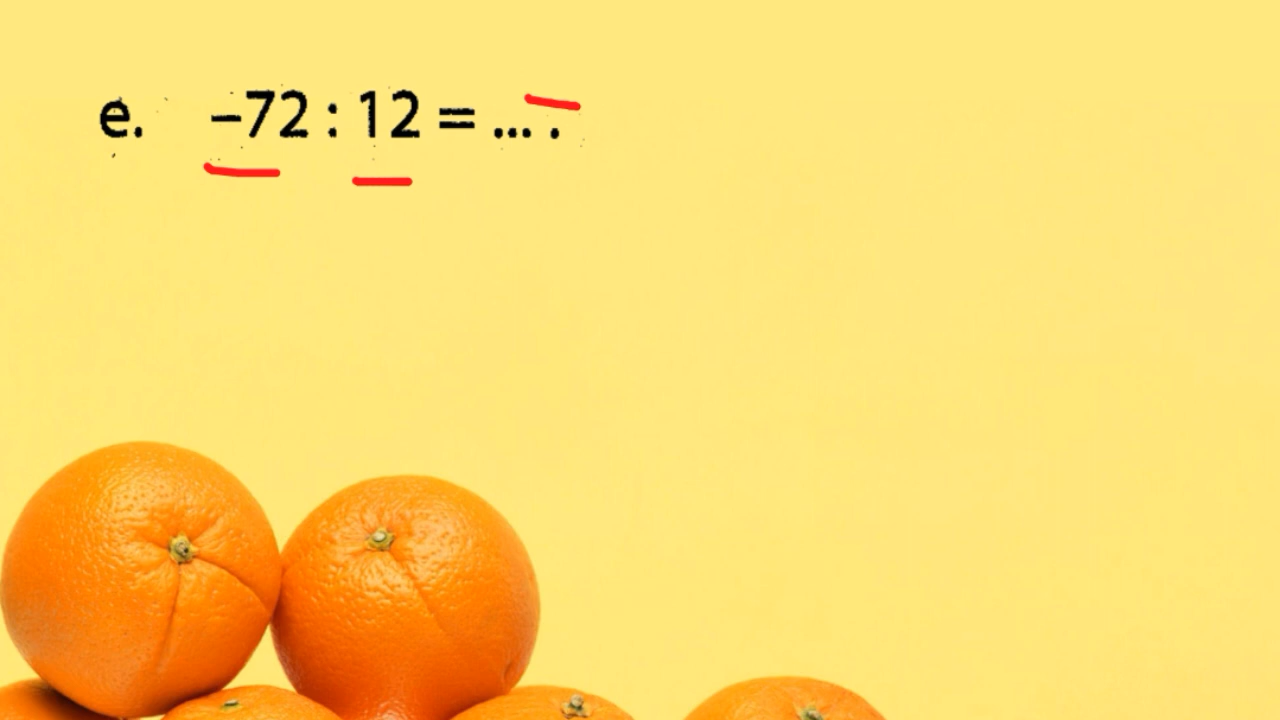 e. –72 : 12 = ... .